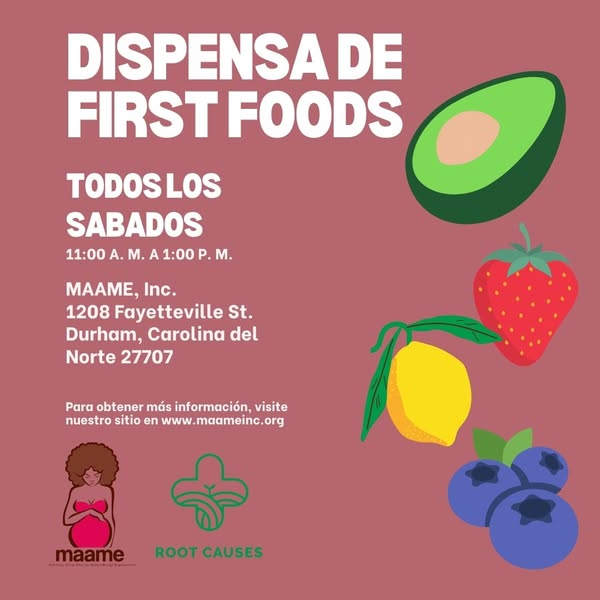 DISPENSA DE
FIRST FOODS
TODOS LOS
SABADOS
11:00 A. M. A 1:00 P. M.
MAAME, Inc.
1208 Fayetteville St.
Durham, Carolina del
Norte 27707
Para obtener más información, visite
nuestro sitio en www.maameinc.org
maame
ROOT CAUSES